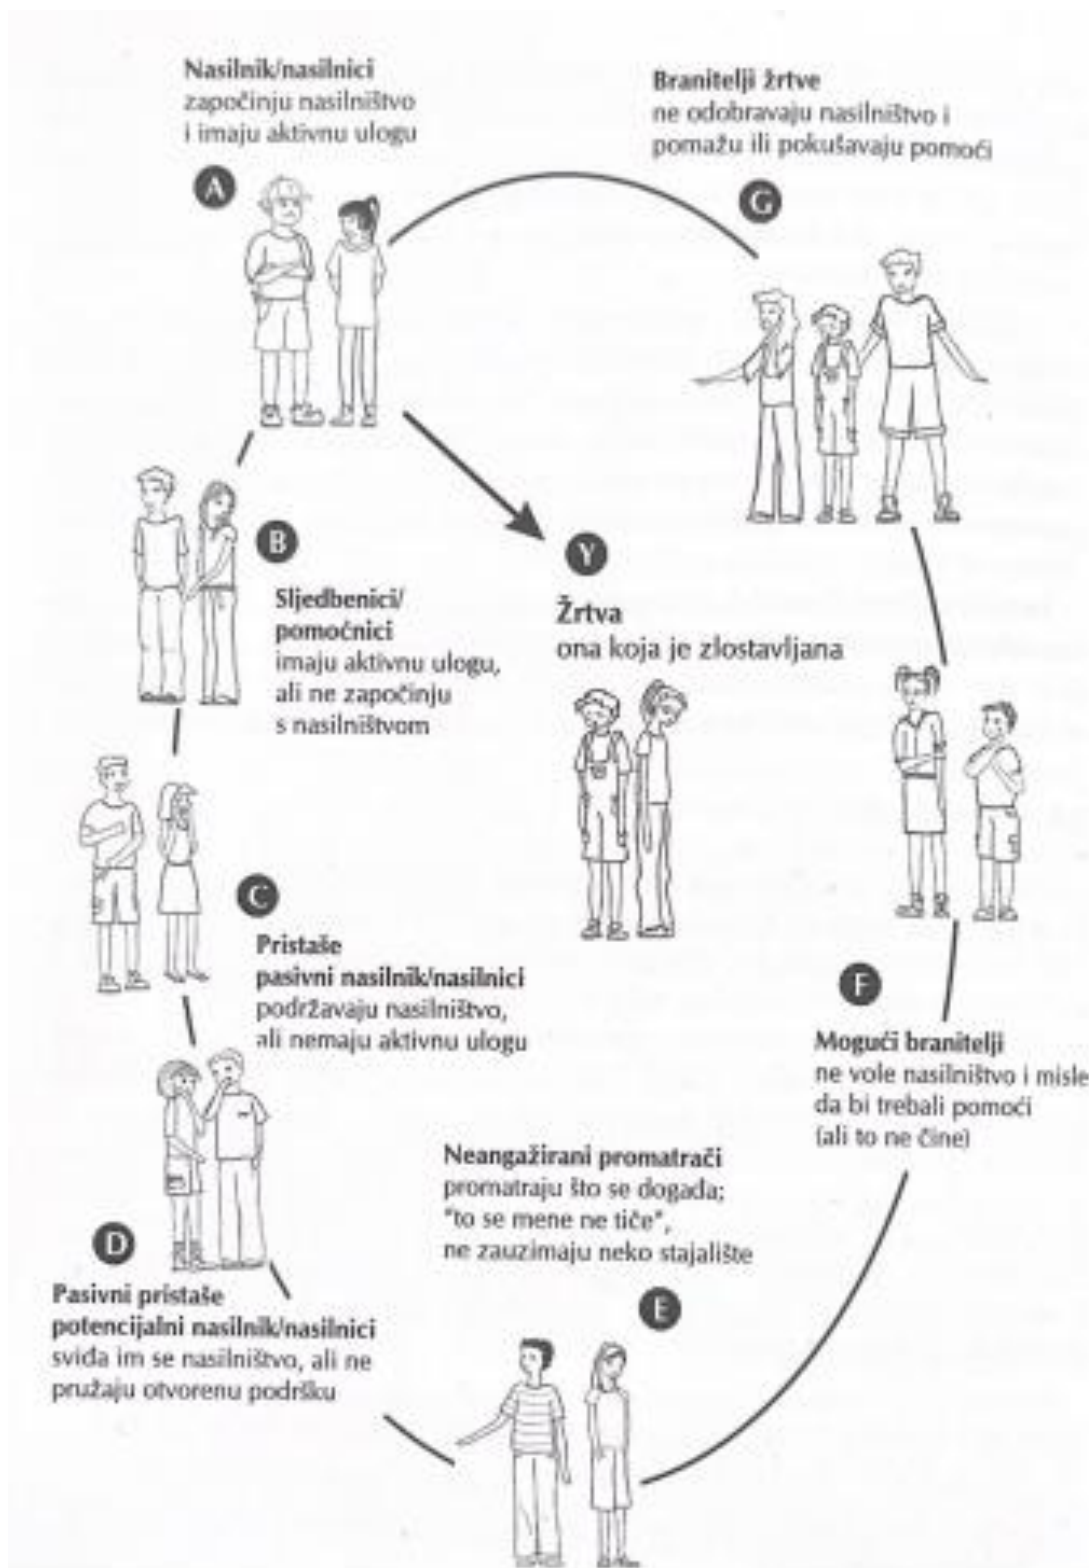 Nasilnik/nasilnici
započinju nasilništvo
i imaju aktivnu ulogu
A
Branitelji žrtve
ne odobravaju nasilništvo i
pomažu ili pokušavaju pomoći
G
B
Sljedbenici/
pomoćnici
imaju aktivnu ulogu,
ali ne započinju
s nasilništvom
Y
Žrtva
ona koja je zlostavljana
C
Pristaše
pasivni nasilnik/nasilnici
podržavaju nasilništvo,
ali nemaju aktivnu ulogu
F
Mogući branitelji
ne vole nasilništvo i misle
da bi trebali pomoći
(ali to ne čine)
D
Pasivni pristaše
potencijalni nasilnik/nasilnici
sviđa im se nasilništvo, ali ne
pružaju otvorenu podršku
Neangažirani promatrači
promatraju što se događa;
"to se mene ne tiče",
ne zauzimaju neko stajalište
E